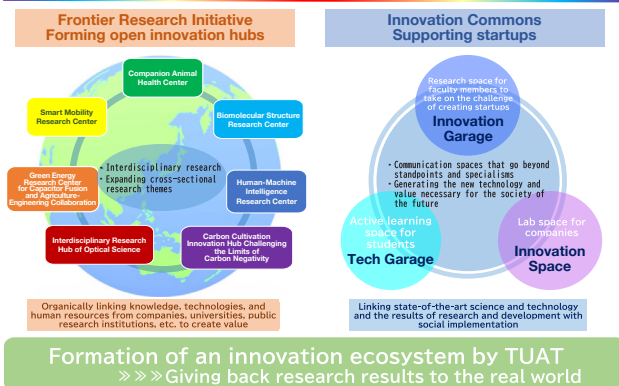 Frontier Research Initiative
Forming open innovation hubs
Companion Animal
Health Center
Smart Mobility
Research Center
Biomolecular Structure
Research Center
・Interdisciplinary research
・Expanding cross-sectional
research themes
Green Energy
Research Center
for Capacitor Fusion
and Agriculture-
Engineering Collaboration
Human-Machine
Intelligence
Research Center
Interdisciplinary Research
Hub of Optical Science
Carbon Cultivation
Innovation Hub Challenging
the Limits of
Carbon Negativity
Organically linking knowledge, technologies, and
human resources from companies, universities, public
research institutions, etc. to create value
Innovation Commons
Supporting startups
Research space for
faculty members to
take on the challenge
of creating startups
Innovation
Garage
・Communication spaces that go beyond
standpoints and specialisms
・Generating the new technology and
value necessary for the society of
the future
Active learning
space for
students
Tech Garage
Lab space for
companies
Innovation
Space
Linking state-of-the-art science and technology
and the results of research and development with
social implementation
Formation of an innovation ecosystem by TUAT
≫≫≫Giving back research results to the real world